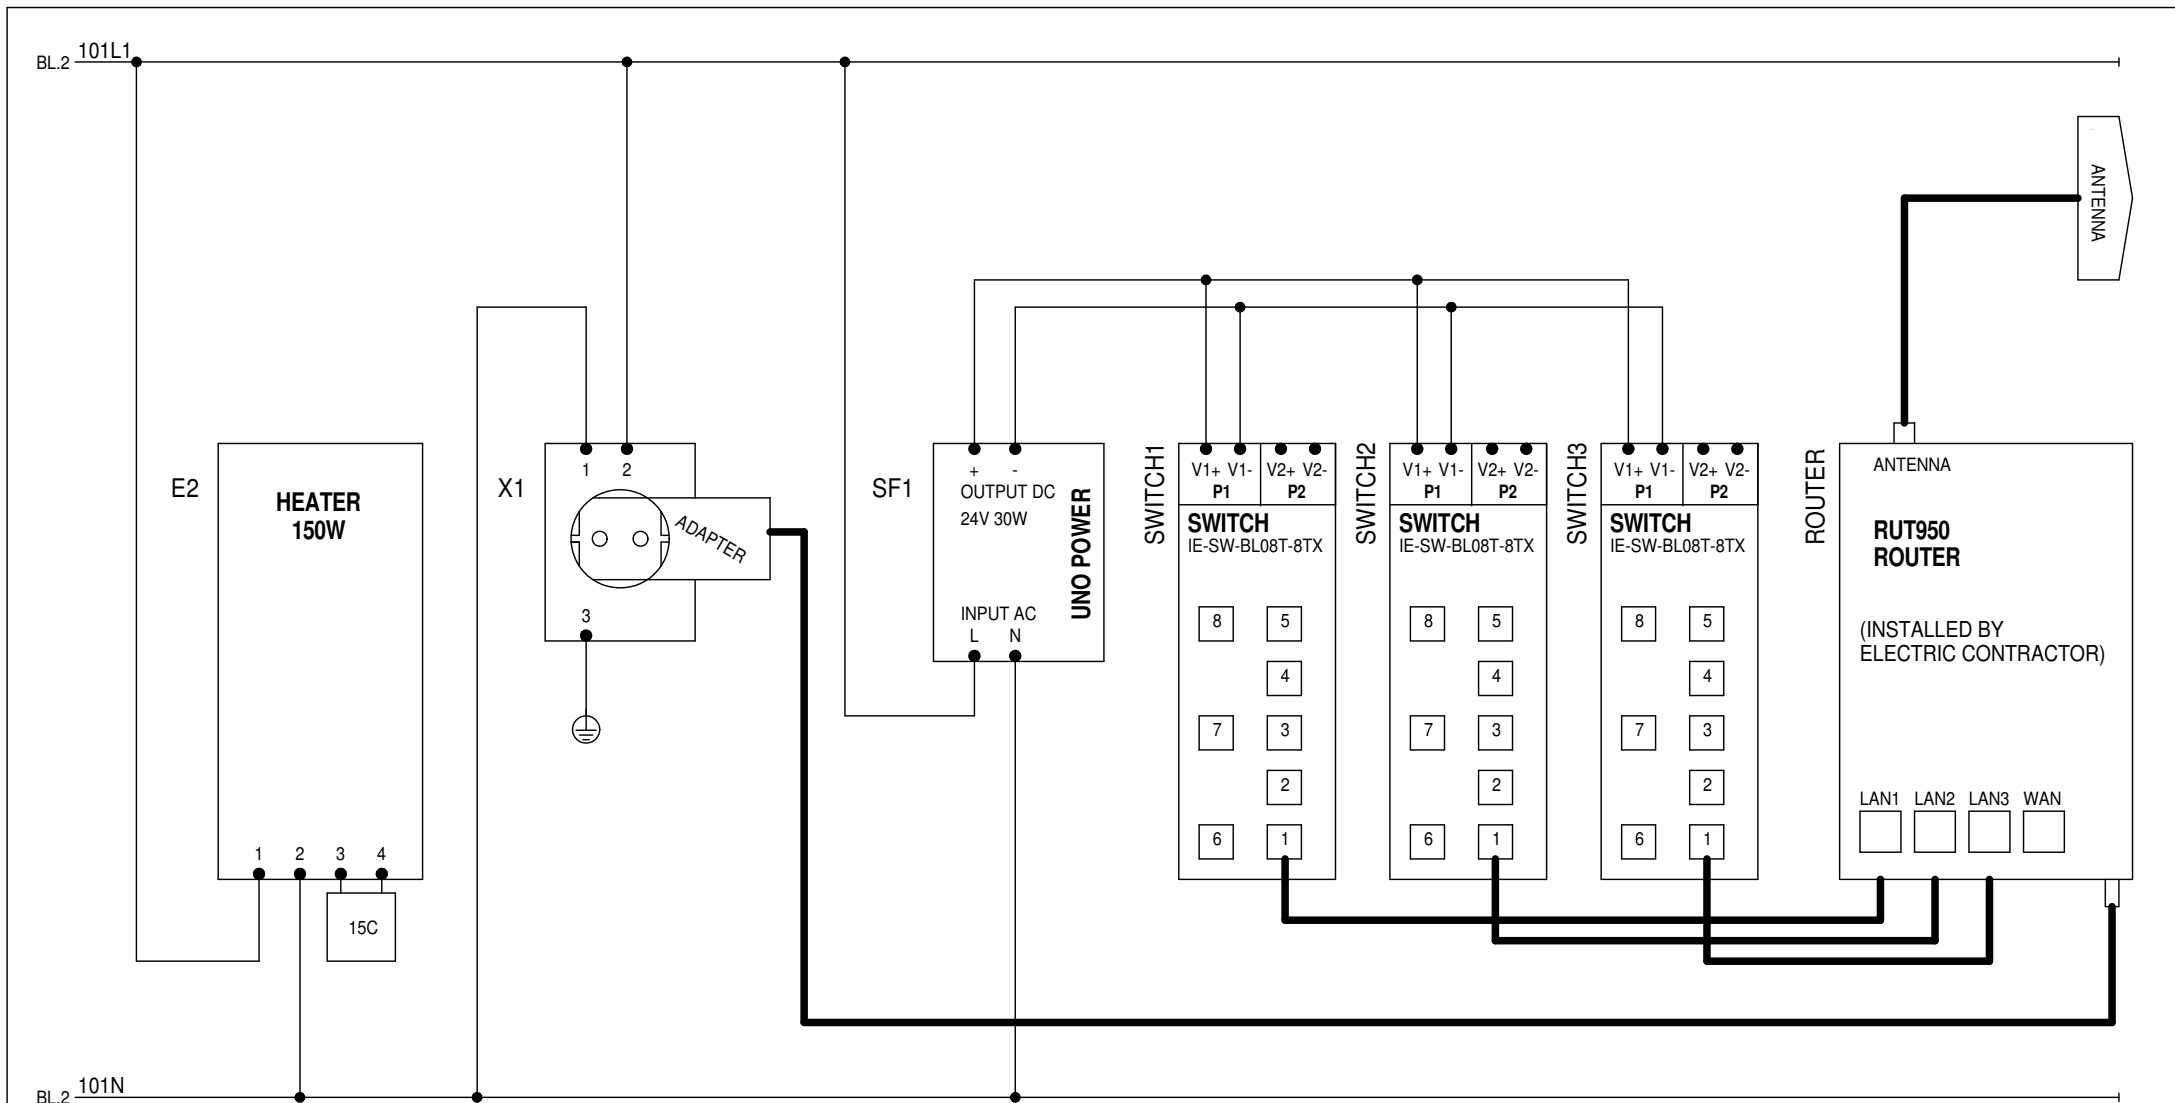 101L1
BL.2
ANTENNA
E2
HEATER
150W
1 2 3 4
15C
X1
1 2
ADAPTER
3
SF1
+ -
OUTPUT DC
24V 30W
UNO POWER
INPUT AC
L N
SWITCH1
V1+ V1- V2+ V2-
P1 P2
SWITCH
IE-SW-BL08T-8TX
8 5
4
7 3
2
6 1
SWITCH2
V1+ V1- V2+ V2-
P1 P2
SWITCH
IE-SW-BL08T-8TX
8 5
4
7 3
2
6 1
SWITCH3
V1+ V1- V2+ V2-
P1 P2
SWITCH
IE-SW-BL08T-8TX
8 5
4
7 3
2
6 1
ROUTER
ANTENNA
RUT950
ROUTER
(INSTALLED BY
ELECTRIC CONTRACTOR)
LAN1 LAN2 LAN3 WAN
101N
BL.2